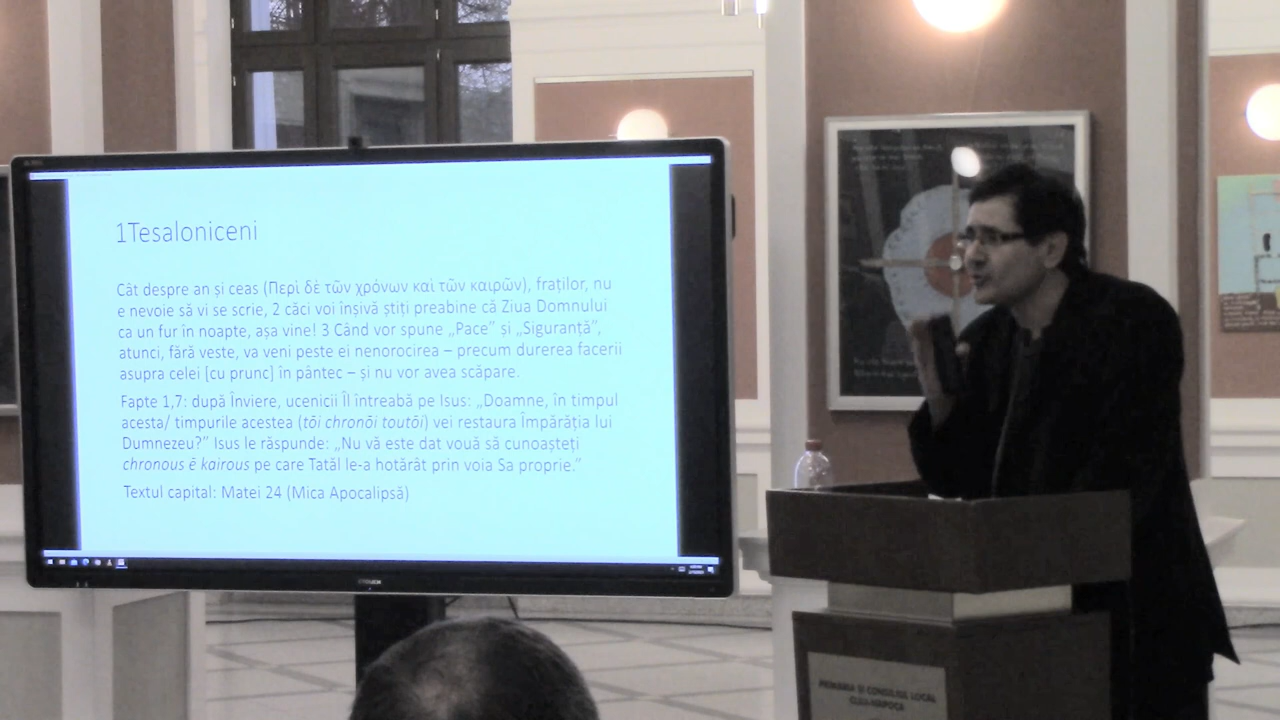 1Tesaloniceni
Cât despre an și ceas (Περὶ δὲ τῶν χρόνων καὶ τῶν καιρῶν), fraților, nu
e nevoie să vi se scrie, 2 căci voi înșivă știți preabine că Ziua Domnului
ca un fur în noapte, așa vine! 3 Când vor spune „Pace” si „Siguranță”,
atunci, fără veste, va veni peste ei nenorocirea – precum durerea facerii
asupra celei [cu prunc] în pântec – și nu vor avea scăpare.
Fapte 1,7: după Înviere, ucenicii Îl întreabă pe Isus: „Doamne, în timpul
acesta/ timpurile acestea (tōi chronōi toutōi) vei restaura Împărăția lui
Dumnezeu?” Isus le răspunde: „Nu vă este dat vouă să cunoașteți
chronous ē kairous pe care Tatăl le-a hotărât prin voia Sa proprie.”
Textul capital: Matei 24 (Mica Apocalipsă)
PRIMĂRIA ȘI CONSILIUL LOCAL
CLUJ-NAPOCA